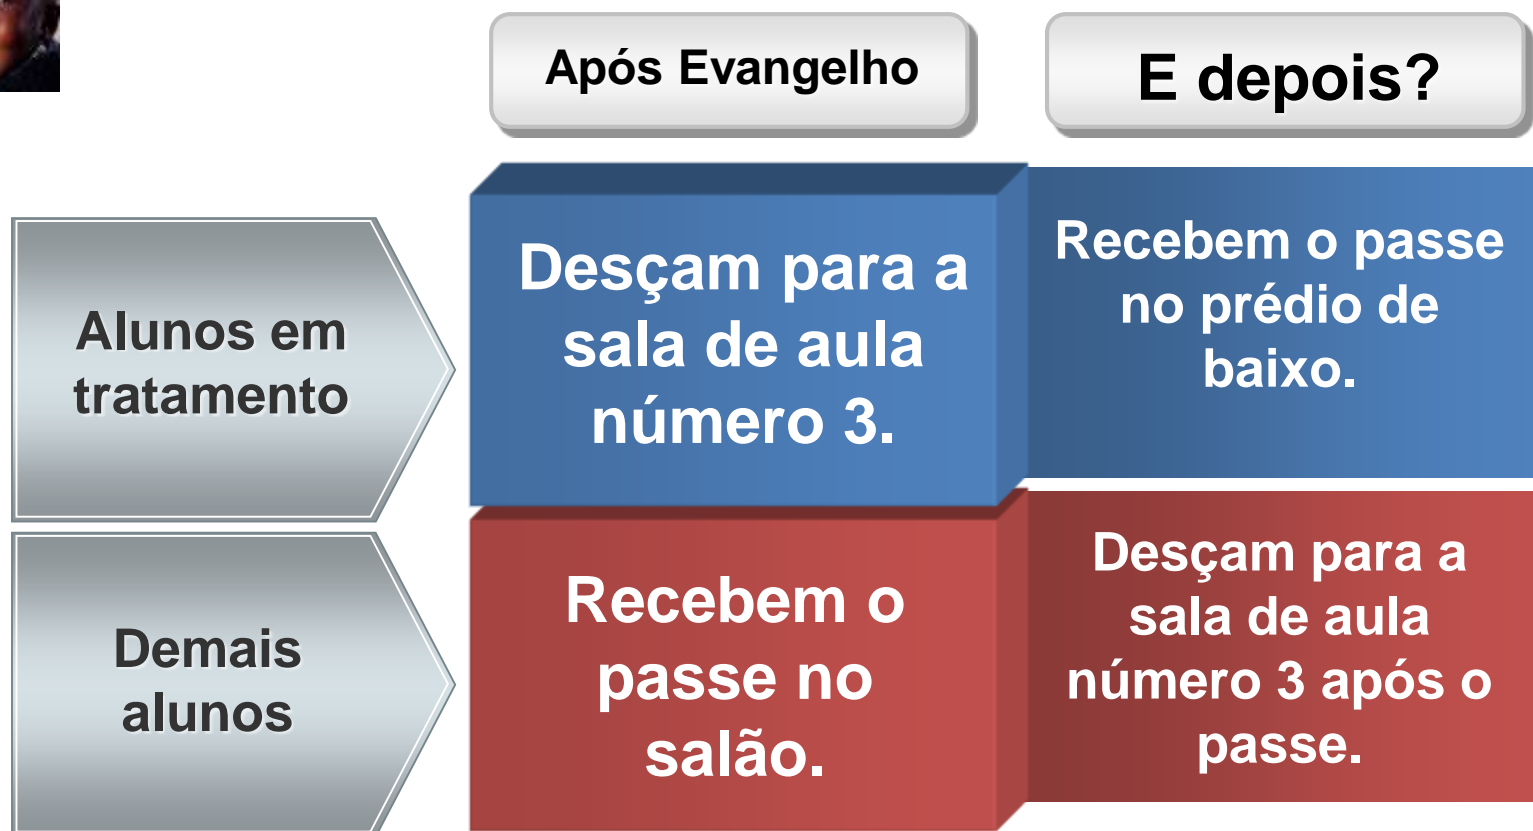 Após Evangelho
E depois?
Alunos em
tratamento
Desçam para a
sala de aula
número 3.
Recebem o passe
no prédio de
baixo.
Demais
alunos
Recebem o
passe no
salão.
Desçam para a
sala de aula
número 3 após o
passe.